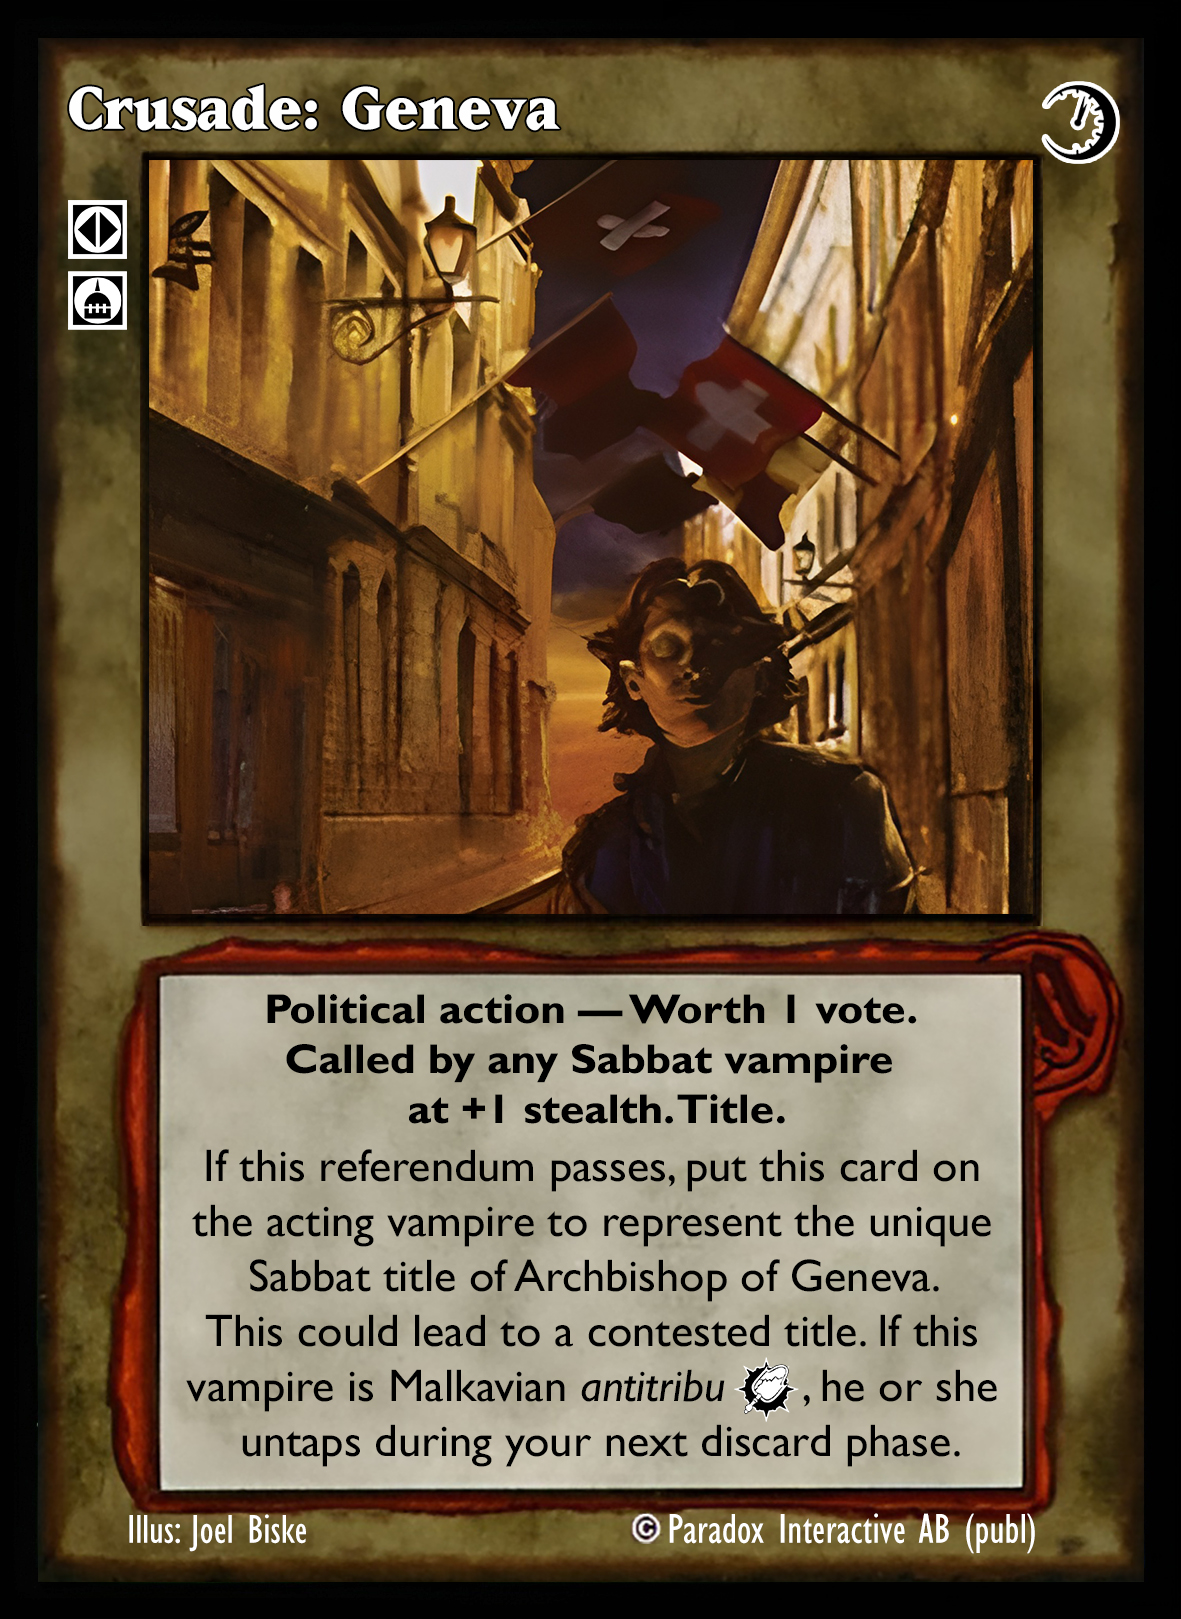 Crusade: Geneva
Political action — Worth 1 vote.
Called by any Sabbat vampire
at +1 stealth. Title.
If this referendum passes, put this card on
the acting vampire to represent the unique
Sabbat title of Archbishop of Geneva.
This could lead to a contested title. If this
vampire is Malkavian antitribu , he or she
untaps during your next discard phase.
Illus: Joel Biske
© Paradox Interactive AB (publ)